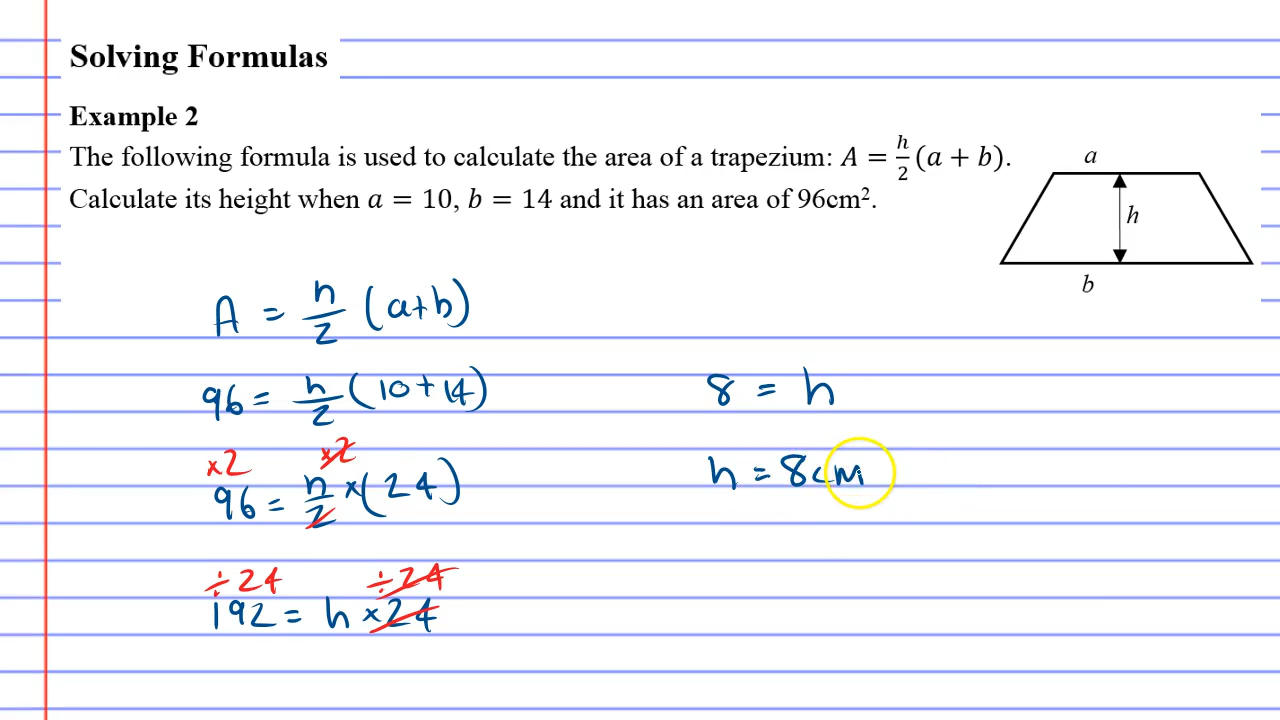 Solving Formulas
Example 2
The following formula is used to calculate the area of a trapezium: A = h/2 (a + b).
Calculate its height when a = 10, b = 14 and it has an area of 96cm².
a
h
b
A = h/2 (a+b)
96 = h/2 (10+14)
×2 ×2
96 = h/2 ×(24)
÷24 ÷24
192 = h ×24
8 = h
h = 8cm